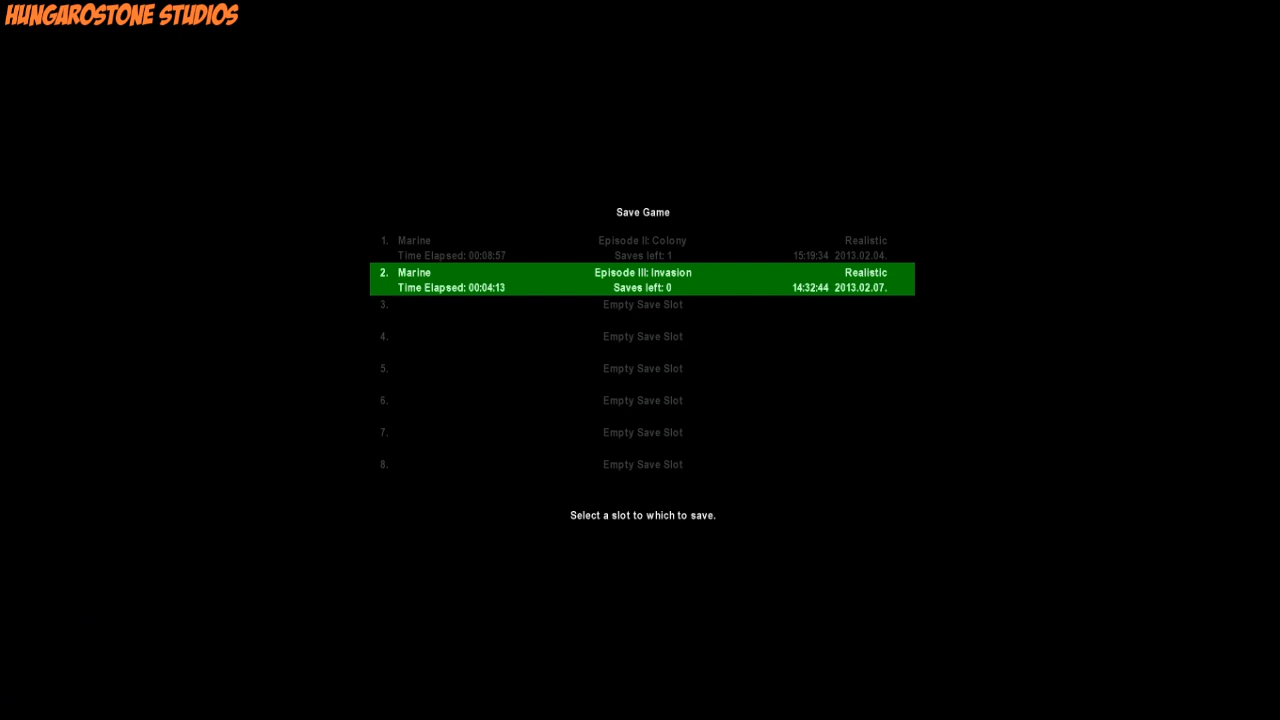 HUNGAROSTONE STUDIOS
Save Game
1. Marine Episode II: Colony Realistic
Time Elapsed: 00:08:57 Saves left: 1 15:19:34 2013.02.04.
2. Marine Episode III: Invasion Realistic
Time Elapsed: 00:04:13 Saves left: 0 14:32:44 2013.02.07.
3. Empty Save Slot
4. Empty Save Slot
5. Empty Save Slot
6. Empty Save Slot
7. Empty Save Slot
8. Empty Save Slot
Select a slot to which to save.